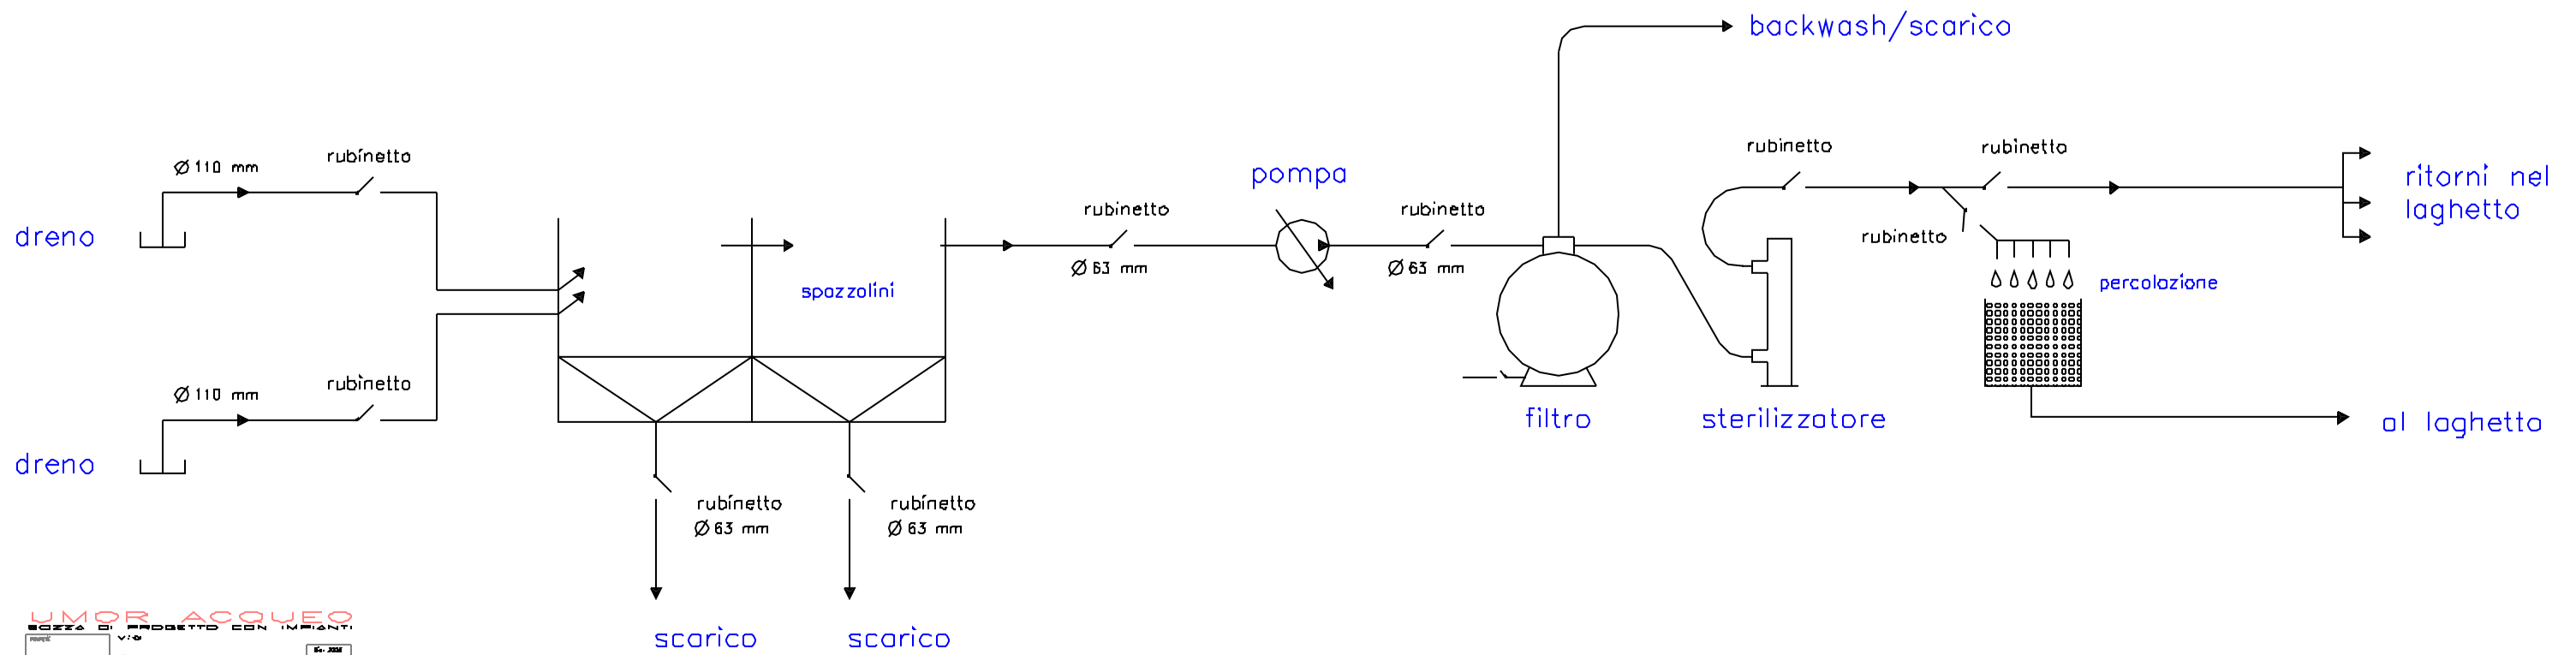 backwash/scarico
Ø 110 mm
rubinetto
dreno
Ø 110 mm
rubinetto
dreno
spazzolini
rubinetto
Ø 63 mm
rubinetto
Ø 63 mm
scarico
scarico
rubinetto
Ø 63 mm
pompa
rubinetto
Ø 63 mm
filtro
sterilizzatore
rubinetto
rubinetto
rubinetto
percolazione
ritorni nel
laghetto
al laghetto
UMOR ACQUEO
BOZZA DI PROGETTO CON IMPIANTI